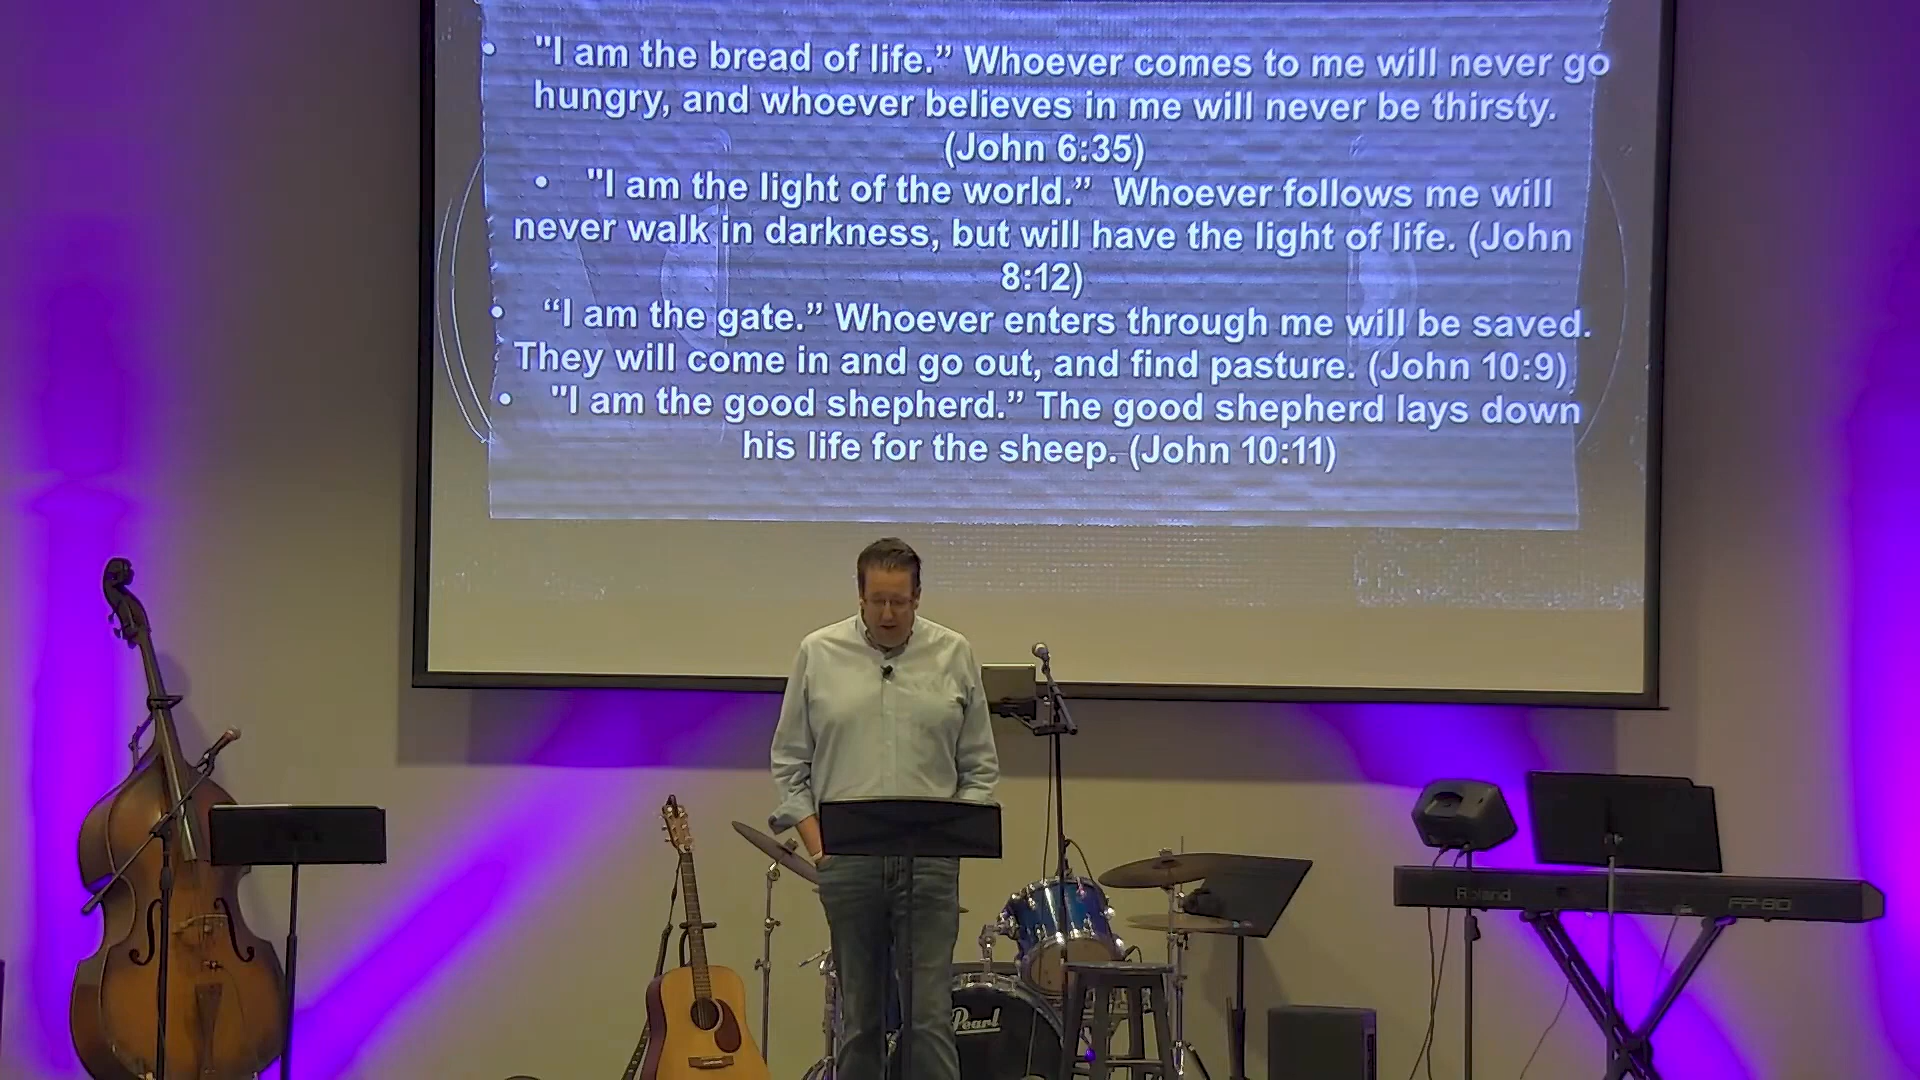 • "I am the bread of life.” Whoever comes to me will never go
hungry, and whoever believes in me will never be thirsty.
(John 6:35)
• "I am the light of the world.” Whoever follows me will
never walk in darkness, but will have the light of life. (John
8:12)
• “I am the gate.” Whoever enters through me will be saved.
They will come in and go out, and find pasture. (John 10:9)
• "I am the good shepherd.” The good shepherd lays down
his life for the sheep. (John 10:11)
Roland
FP-80
Pearl